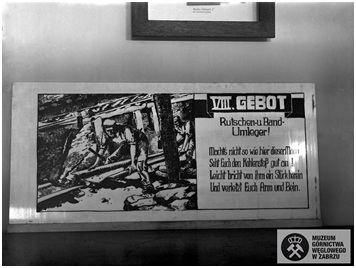 VIII. GEBOT
Rutschen- u. Band-
Umleger!
Macht's nicht so wie hier dieser Mann
Seht Euch den Kohlenstoß gut an!
Leicht bricht von ihm ein Stück herein
Und verletzt Euch Arm und Bein.
MUZEUM
GÓRNICTWA
WĘGLOWEGO
W ZABRZU